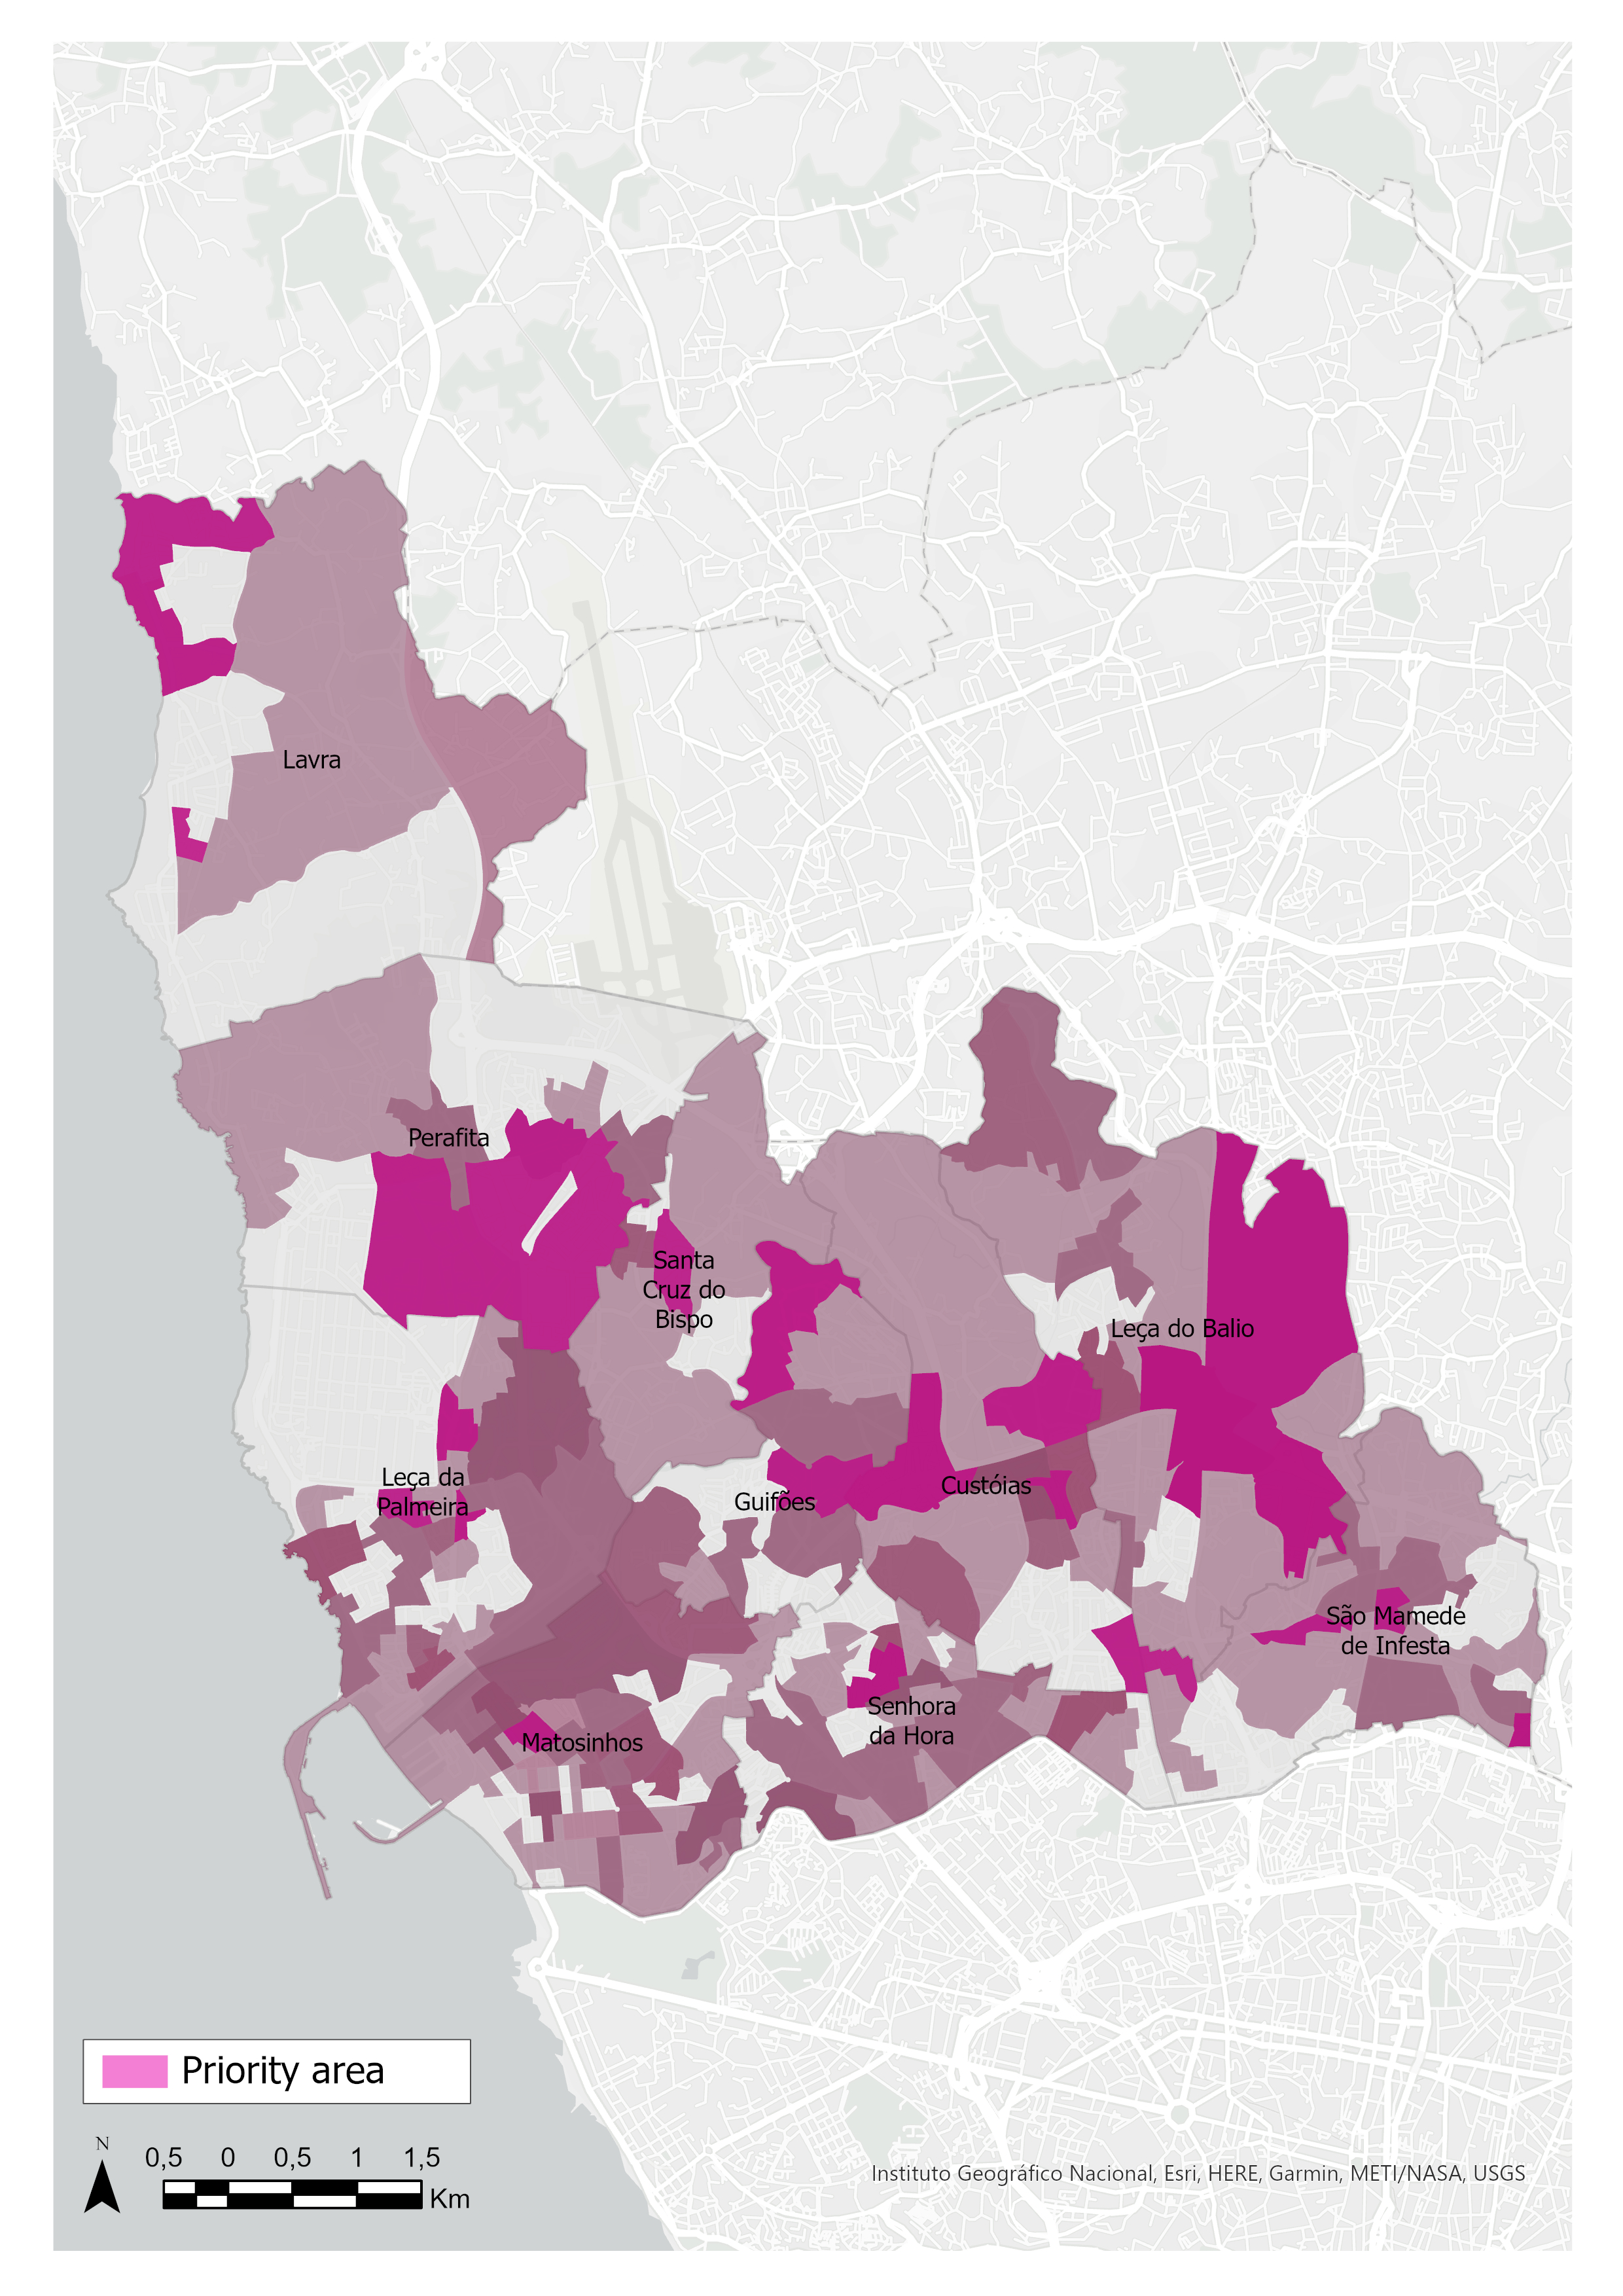 Lavra
Perafita
Santa
Cruz do
Bispo
Leça do Balio
Leça da
Palmeira
Guifões
Custóias
São Mamede
de Infesta
Senhora
da Hora
Matosinhos
Priority area
N
0,5 0 0,5 1 1,5
Km
Instituto Geográfico Nacional, Esri, HERE, Garmin, METI/NASA, USGS